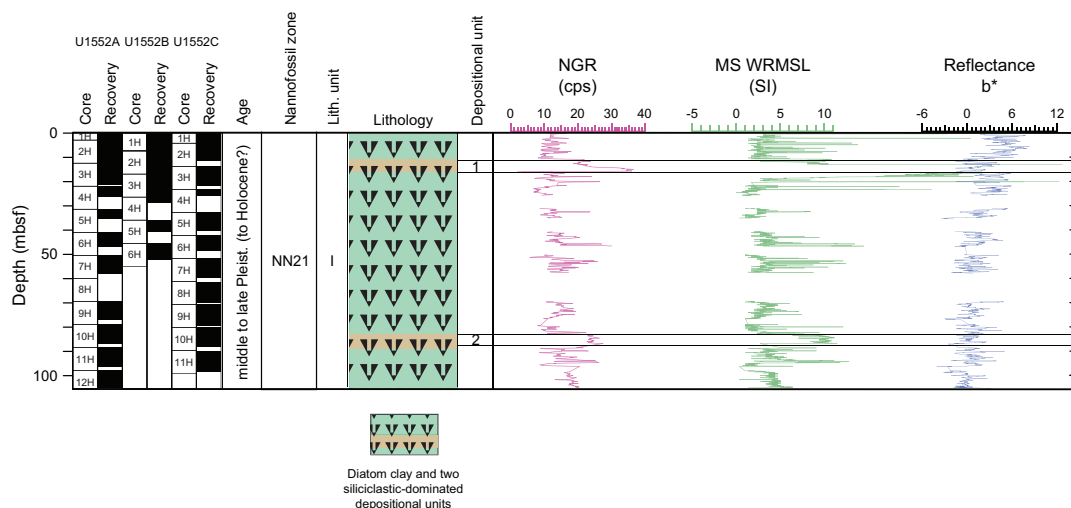 U1552A U1552B U1552C
Core
Recovery
Core
Recovery
Core
Recovery
Age
Nannofossil zone
Lith. unit
Lithology
Depositional unit
NGR
(cps)
MS WRMSL
(SI)
Reflectance
b*
0 10 20 30 40
-5 0 5 10
-6 0 6 12
Depth (mbsf)
0
50
100
1H
2H
3H
4H
5H
6H
7H
8H
9H
10H
11H
12H
1H
2H
3H
4H
5H
6H
1H
2H
3H
4H
5H
6H
7H
8H
9H
10H
11H
middle to late Pleist. (to Holocene?)
NN21
I
1
2
Diatom clay and two
siliciclastic-dominated
depositional units